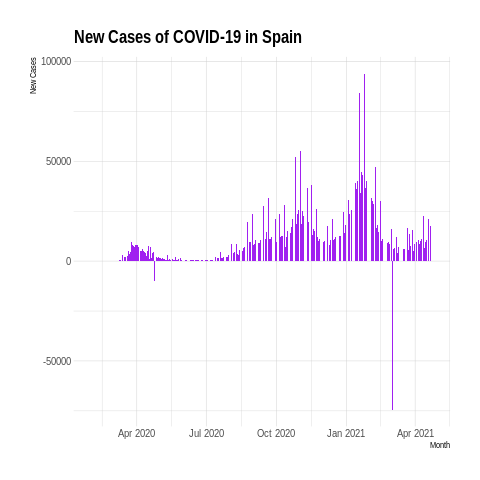 New Cases of COVID-19 in Spain
New Cases
100000
50000
0
-50000
Apr 2020 Jul 2020 Oct 2020 Jan 2021 Apr 2021
Month